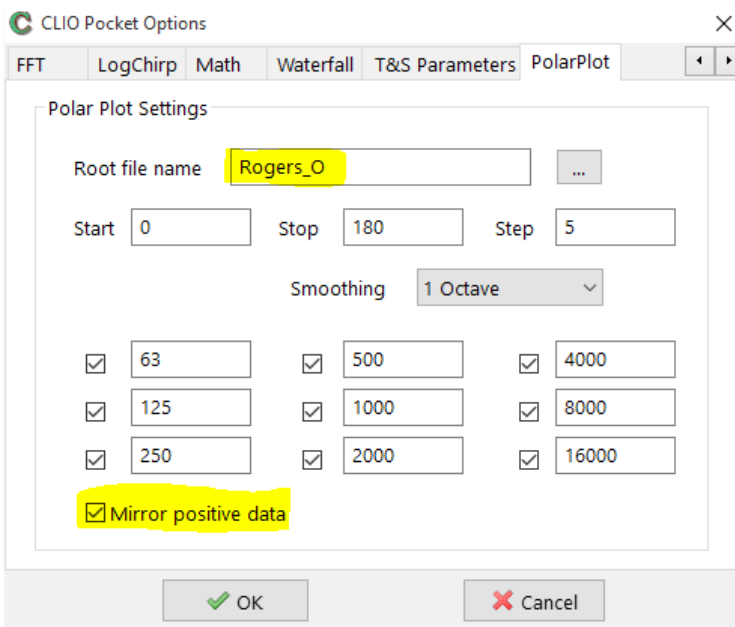 CLIO Pocket Options
FFT LogChirp Math Waterfall T&S Parameters PolarPlot
Polar Plot Settings
Root file name Rogers_O ...
Start 0 Stop 180 Step 5
Smoothing 1 Octave
63 500 4000
125 1000 8000
250 2000 16000
Mirror positive data
OK Cancel